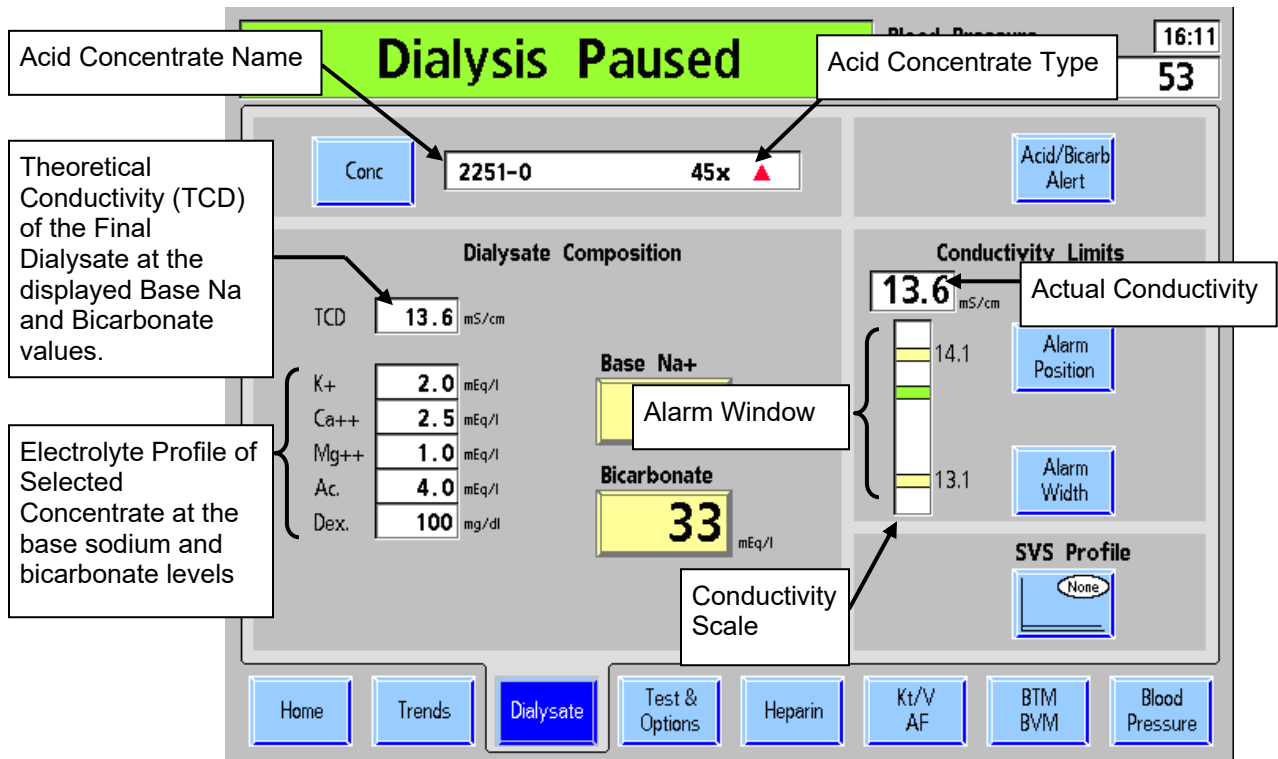 Dialysis Paused
Blood Pressure
16:11
53
Acid Concentrate Name
Acid Concentrate Type
Conc
2251-0 45x
Acid/Bicarb
Alert
Theoretical
Conductivity (TCD)
of the Final
Dialysate at the
displayed Base Na
and Bicarbonate
values.
Dialysate Composition
TCD 13.6 mS/cm
K+ 2.0 mEq/l
Ca++ 2.5 mEq/l
Mg++ 1.0 mEq/l
Ac. 4.0 mEq/l
Dex. 100 mg/dl
Electrolyte Profile of
Selected
Concentrate at the
base sodium and
bicarbonate levels
Base Na+
Bicarbonate
33 mEq/l
Conductivity Limits
13.6 mS/cm
Actual Conductivity
14.1
Alarm
Position
Alarm Window
13.1
Alarm
Width
Conductivity
Scale
SVS Profile
None
Home
Trends
Dialysate
Test &
Options
Heparin
Kt/V
AF
BTM
BVM
Blood
Pressure